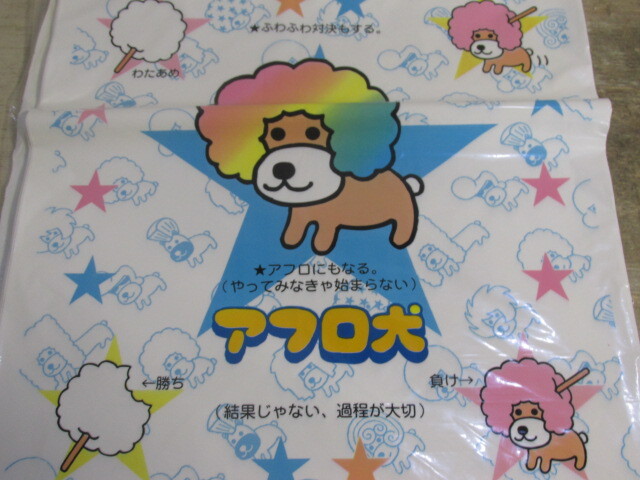 ★ふわふわ対決もする。
わたあめ。
★アフロにもなる。
(やってみなきゃ始まらない)
アフロ犬
←勝ち
負け→
(結果じゃない、過程が大切)